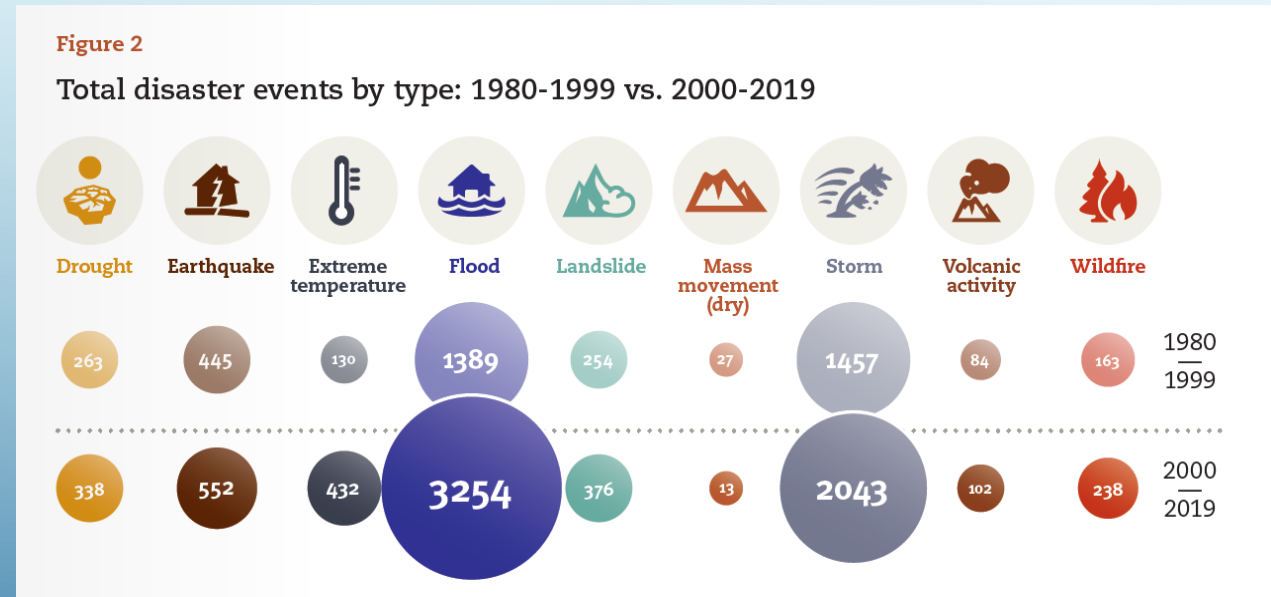 Figure 2
Total disaster events by type: 1980-1999 vs. 2000-2019
Drought Earthquake Extreme temperature Flood Landslide Mass movement (dry) Storm Volcanic activity Wildfire
263 445 130 1389 254 27 1457 84 163
1980
—
1999
338 552 432 3254 376 13 2043 102 238
2000
—
2019